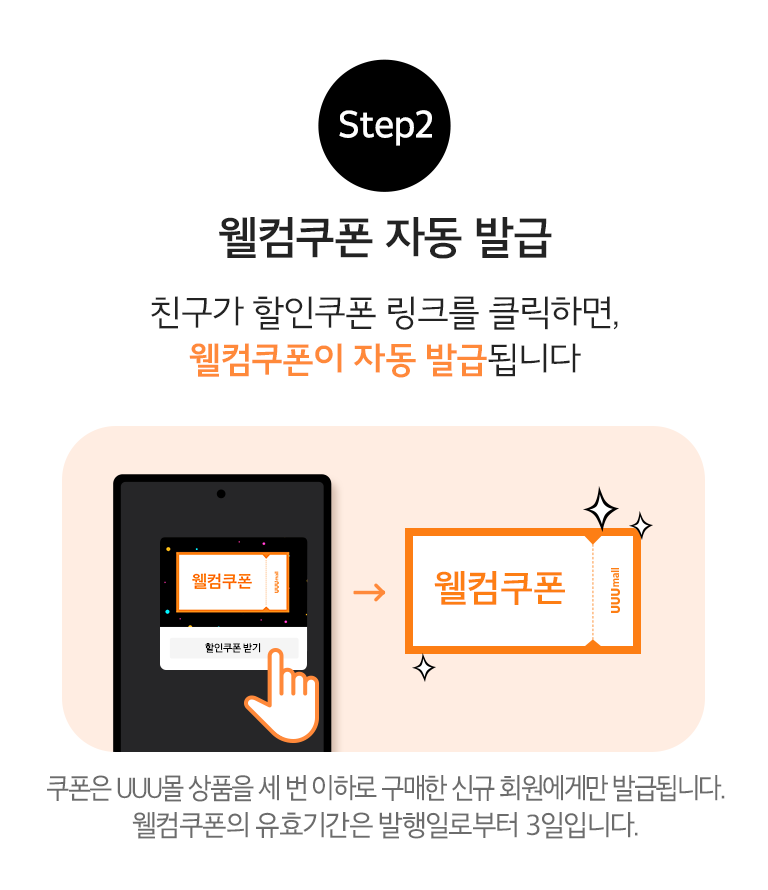 Step2
웰컴쿠폰 자동 발급
친구가 할인쿠폰 링크를 클릭하면,
웰컴쿠폰이 자동 발급됩니다
웰컴쿠폰
할인쿠폰 받기
웰컴쿠폰
UUUmall
쿠폰은 UUU몰 상품을 세 번 이하로 구매한 신규 회원에게만 발급됩니다.
웰컴쿠폰의 유효기간은 발행일로부터 3일입니다.